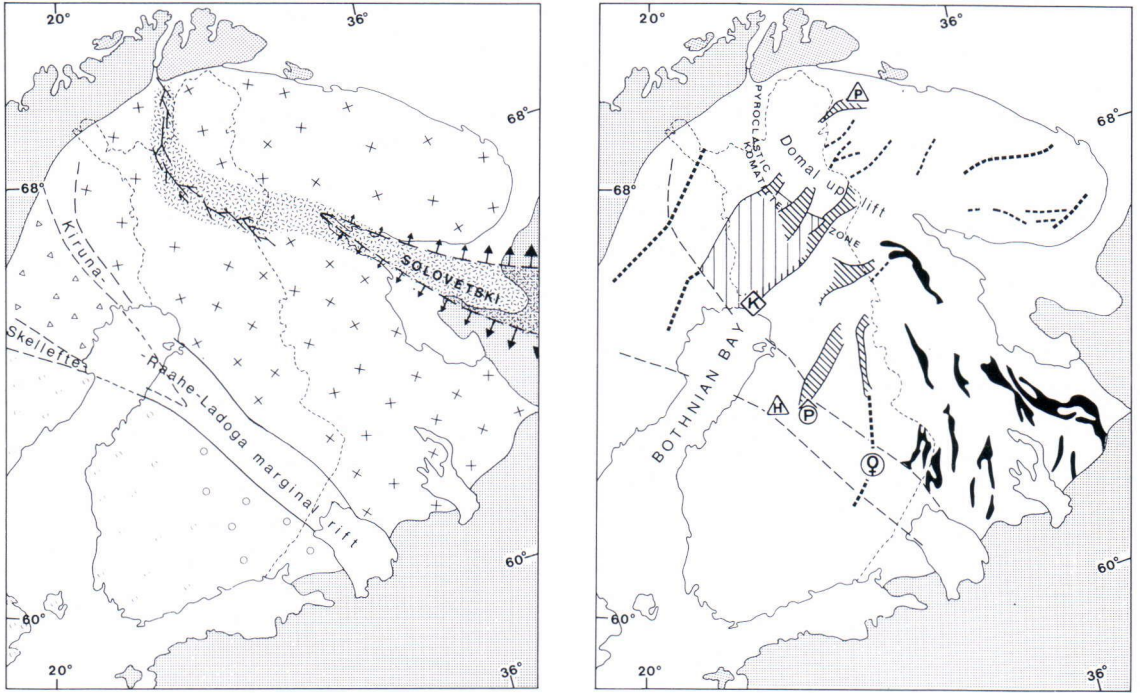 20°
36°
68°
68°
Kiruna
SOLOVETSKI
Skellefte
Raahe-Ladoga marginal rift
60°
60°
20°
36°
20°
36°
P
PYROCLASTIC
KOMATIITE
ZONE
Domal uplift
68°
68°
K
BOTHNIAN BAY
H
P
O
60°
60°
20°
36°